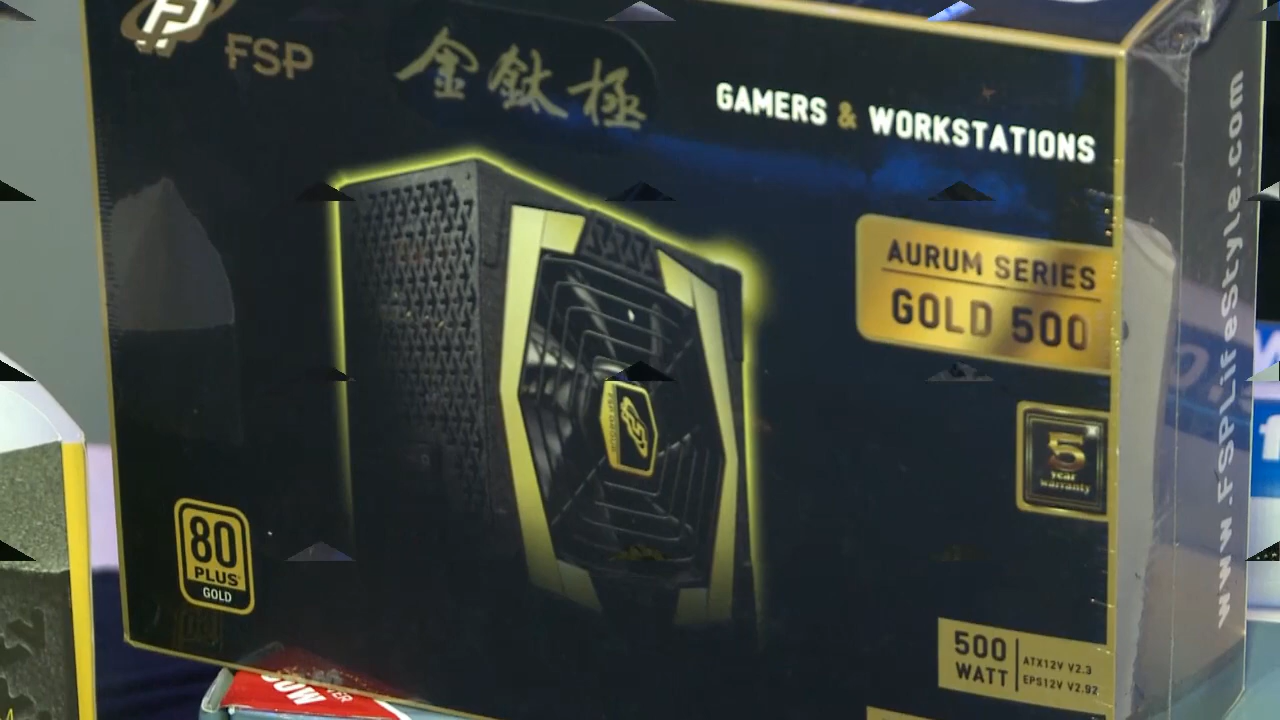 FSP
金鈦極
GAMERS & WORKSTATIONS
AURUM SERIES
GOLD 500
5
year
warranty
80
PLUS
GOLD
500
WATT
ATX12V V2.3
EPS12V V2.92
www.FSPLifeStyle.com